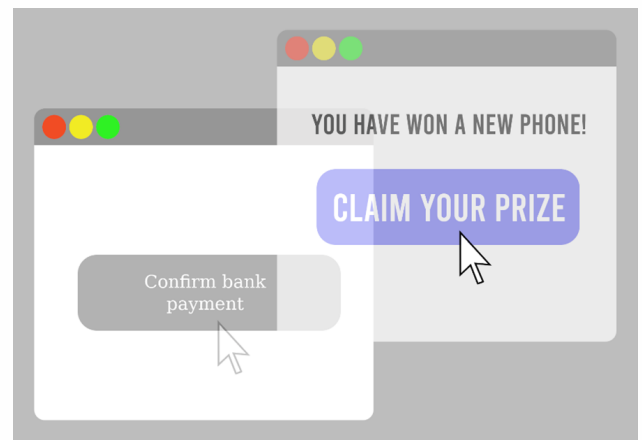 YOU HAVE WON A NEW PHONE!
CLAIM YOUR PRIZE
Confirm bank
payment